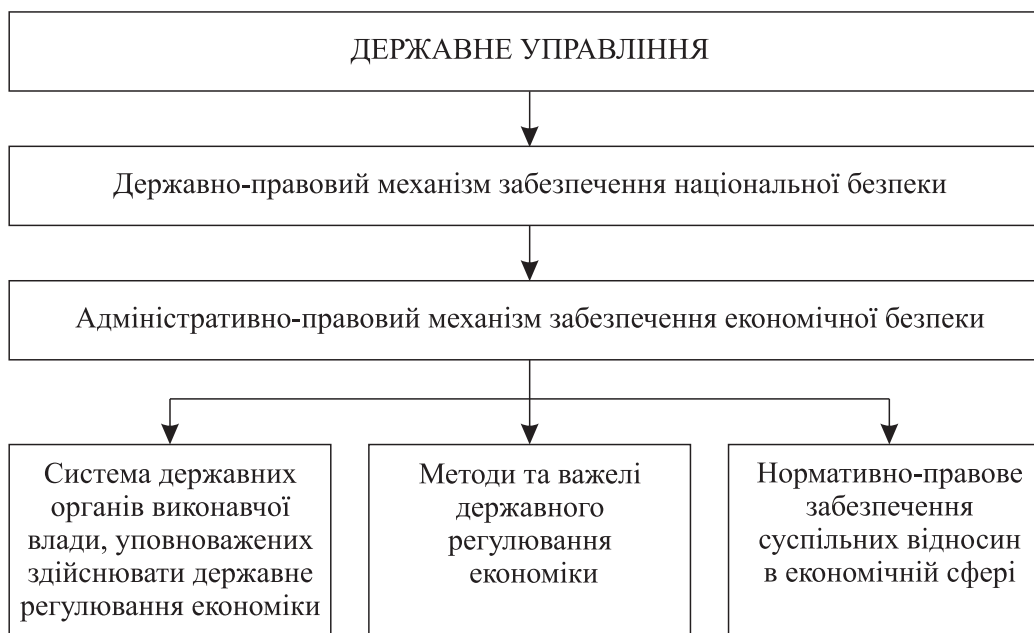 ДЕРЖАВНЕ УПРАВЛІННЯ
Державно-правовий механізм забезпечення національної безпеки
Адміністративно-правовий механізм забезпечення економічної безпеки
Система державних
органів виконавчої
влади, уповноважених
здійснювати державне
регулювання економіки
Методи та важелі
державного
регулювання
економіки
Нормативно-правове
забезпечення
суспільних відносин
в економічній сфері